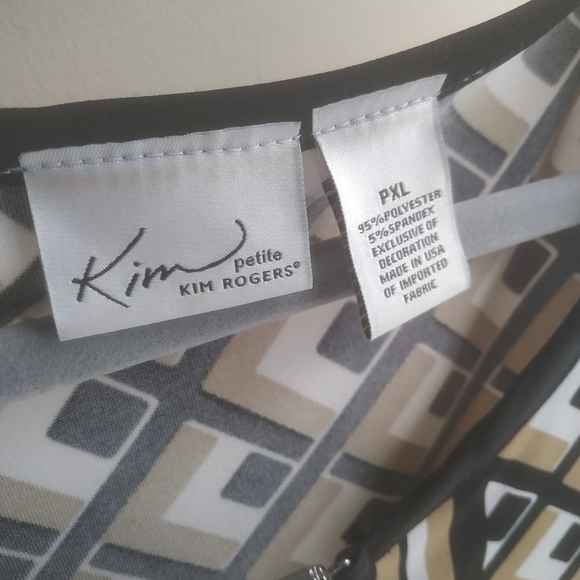 Kim
petite
KIM ROGERS®
PXL
95%POLYESTER
5%SPANDEX
EXCLUSIVE OF
DECORATION
MADE IN USA
OF IMPORTED
FABRIC